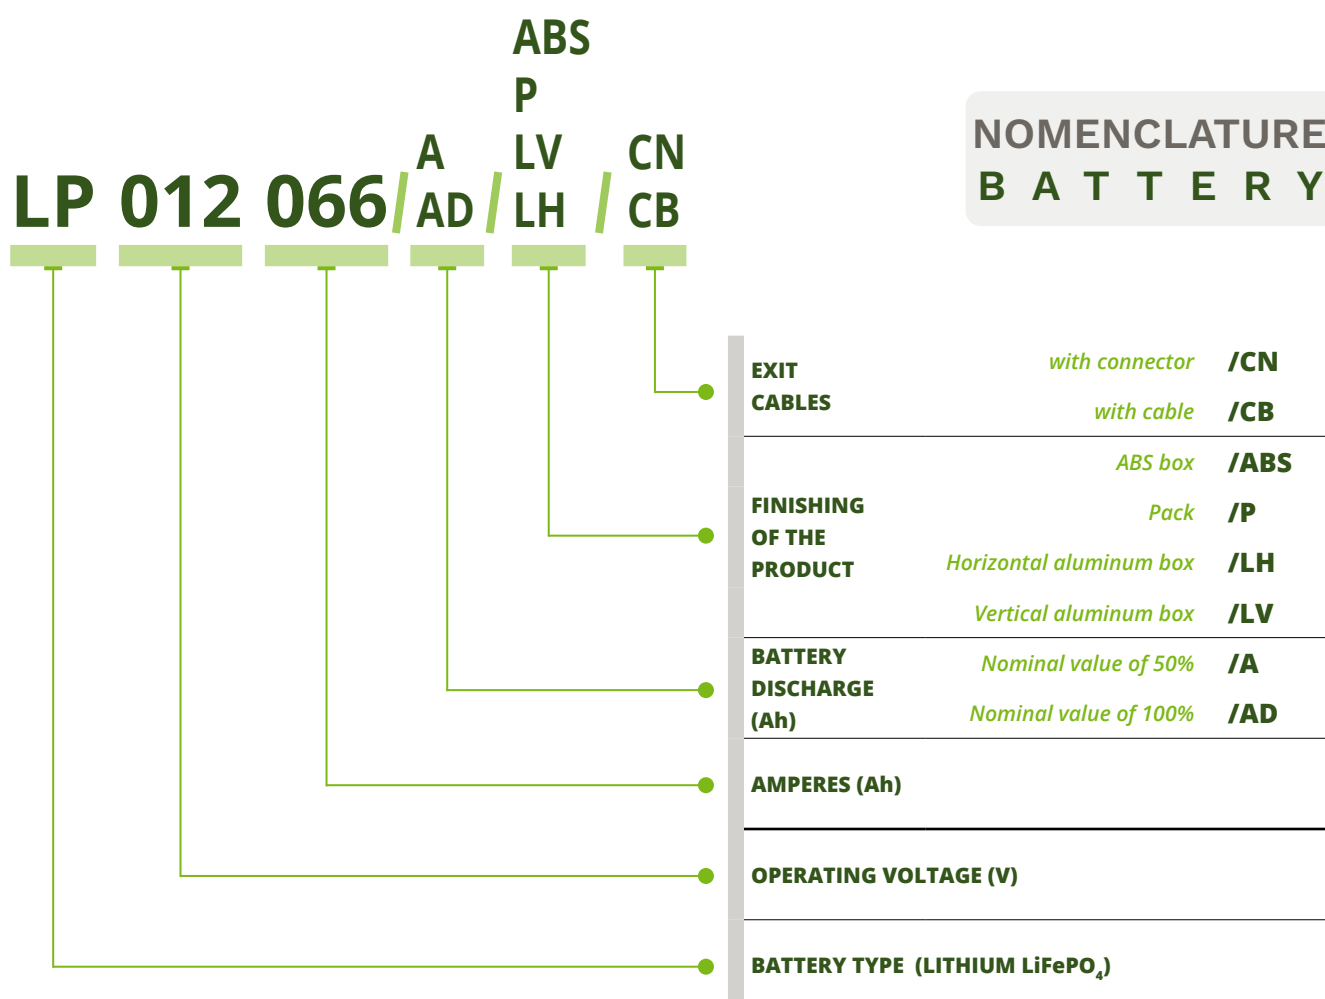 ABS
P
A LV CN
LP 012 066 / AD / LH / CB
NOMENCLATURE
BATTERY
EXIT
CABLES
with connector /CN
with cable /CB
FINISHING
OF THE
PRODUCT
ABS box /ABS
Pack /P
Horizontal aluminum box /LH
Vertical aluminum box /LV
BATTERY
DISCHARGE
(Ah)
Nominal value of 50% /A
Nominal value of 100% /AD
AMPERES (Ah)
OPERATING VOLTAGE (V)
BATTERY TYPE (LITHIUM LiFePO₄)